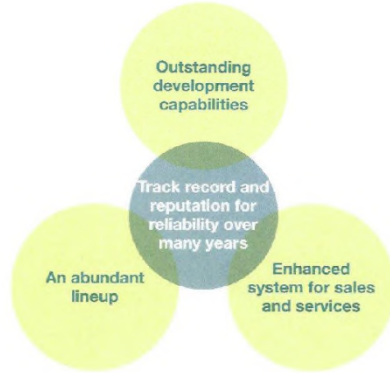 Outstanding
development
capabilities
Track record and
reputation for
reliability over
many years
An abundant
lineup
Enhanced
system for sales
and services